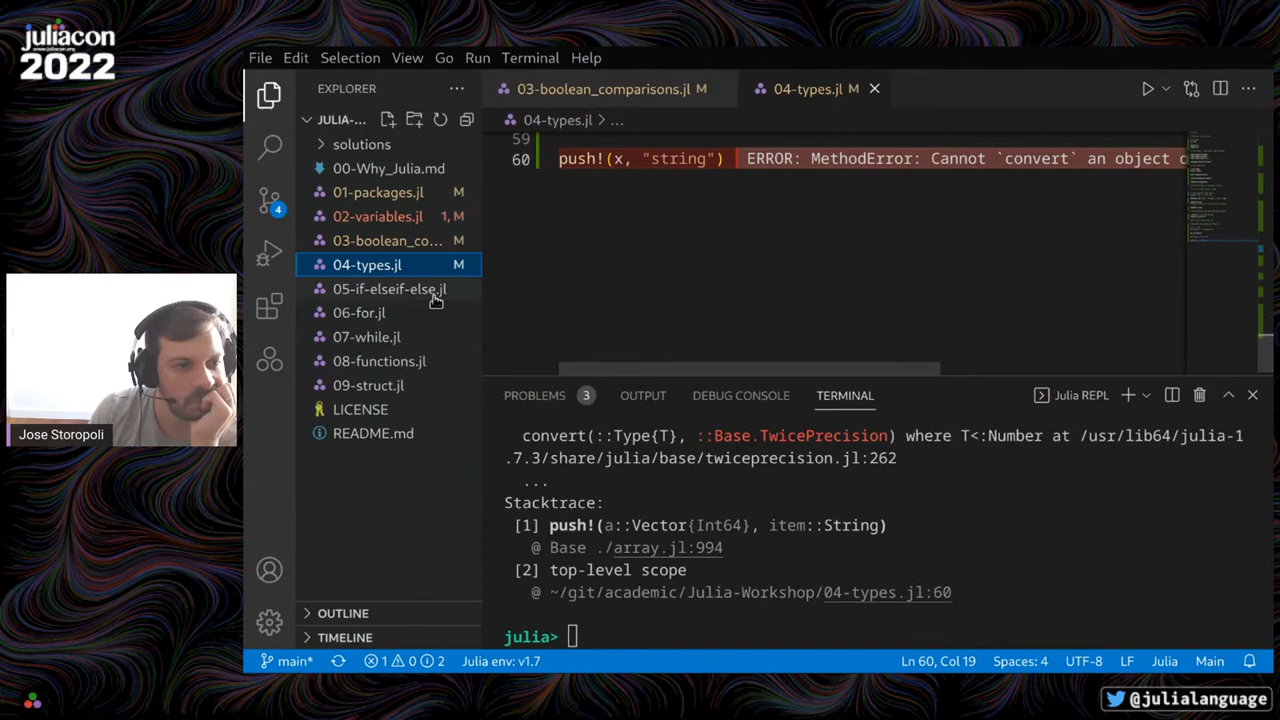 juliacon
www.juliacon.org
2022
File Edit Selection View Go Run Terminal Help
EXPLORER
JULIA-...
solutions
00-Why_Julia.md
01-packages.jl M
02-variables.jl 1, M
03-boolean_co... M
04-types.jl M
05-if-elseif-else.jl
06-for.jl
07-while.jl
08-functions.jl
09-struct.jl
LICENSE
README.md
OUTLINE
TIMELINE
4
03-boolean_comparisons.jl M
04-types.jl M
04-types.jl > ...
59
60 push!(x, "string") ERROR: MethodError: Cannot `convert` an object o
PROBLEMS 3 OUTPUT DEBUG CONSOLE TERMINAL Julia REPL
convert(::Type{T}, ::Base.TwicePrecision) where T<:Number at /usr/lib64/julia-1
.7.3/share/julia/base/twiceprecision.jl:262
...
Stacktrace:
[1] push!(a::Vector{Int64}, item::String)
@ Base ./array.jl:994
[2] top-level scope
@ ~/git/academic/Julia-Workshop/04-types.jl:60
julia>
main* 1 0 2 Julia env: v1.7 Ln 60, Col 19 Spaces: 4 UTF-8 LF Julia Main
Jose Storopoli
@julialanguage